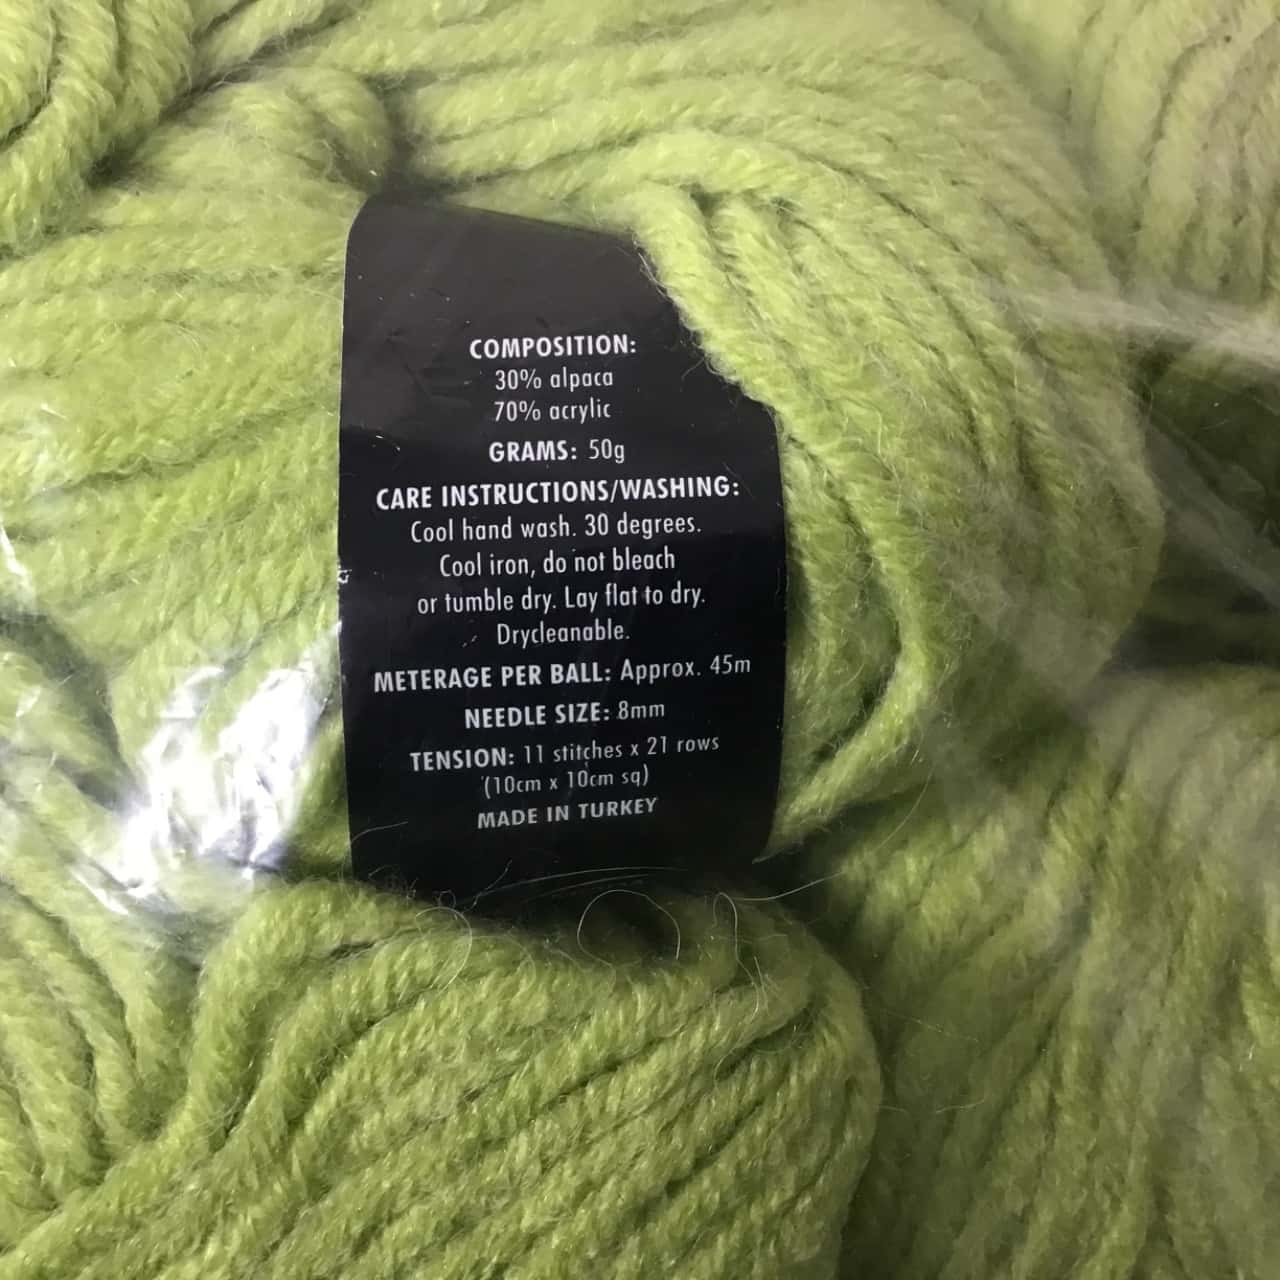 COMPOSITION:
30% alpaca
70% acrylic
GRAMS: 50g
CARE INSTRUCTIONS/WASHING:
Cool hand wash. 30 degrees.
Cool iron, do not bleach
or tumble dry. Lay flat to dry.
Drycleanable.
METERAGE PER BALL: Approx. 45m
NEEDLE SIZE: 8mm
TENSION: 11 stitches x 21 rows
(10cm x 10cm sq)
MADE IN TURKEY